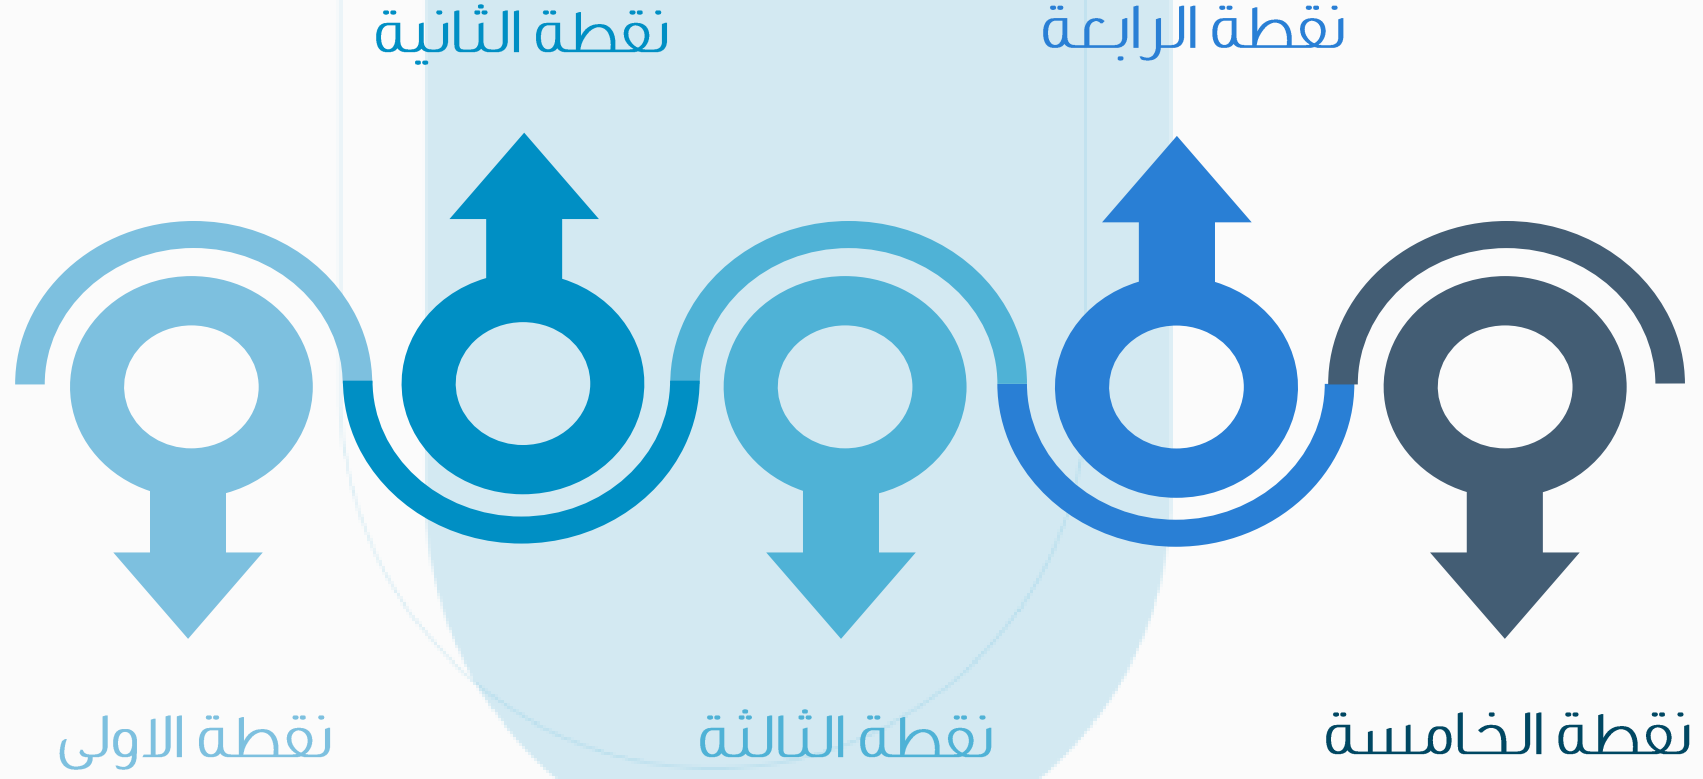 نقطة الثانية
نقطة الرابعة
نقطة الاولى
نقطة الثالثة
نقطة الخامسة